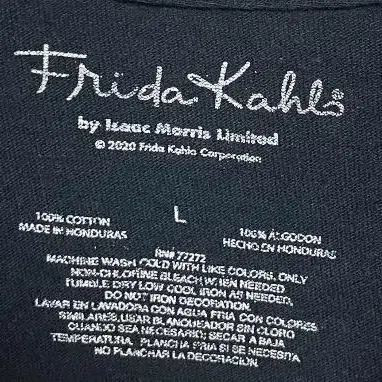 Frida Kahlo
by Isaac Morris Limited
© 2020 Frida Kahlo Corporation
L
100% COTTON
MADE IN HONDURAS
100% ALGODON
HECHO EN HONDURAS
RN# 77272
MACHINE WASH COLD WITH LIKE COLORS, ONLY
NON-CHLORINE BLEACH WHEN NEEDED
TUMBLE DRY LOW COOL IRON AS NEEDED,
DO NOT IRON DECORATION.
LAVAR EN LAVADORA CON AGUA FRIA CON COLORES
SIMILARES, USAR BLANQUEADOR SIN CLORO
CUANDO SEA NECESARIO; SECAR A BAJA
TEMPERATURA. PLANCHA FRIA SI SE NECESITA
NO PLANCHAR LA DECORACION.